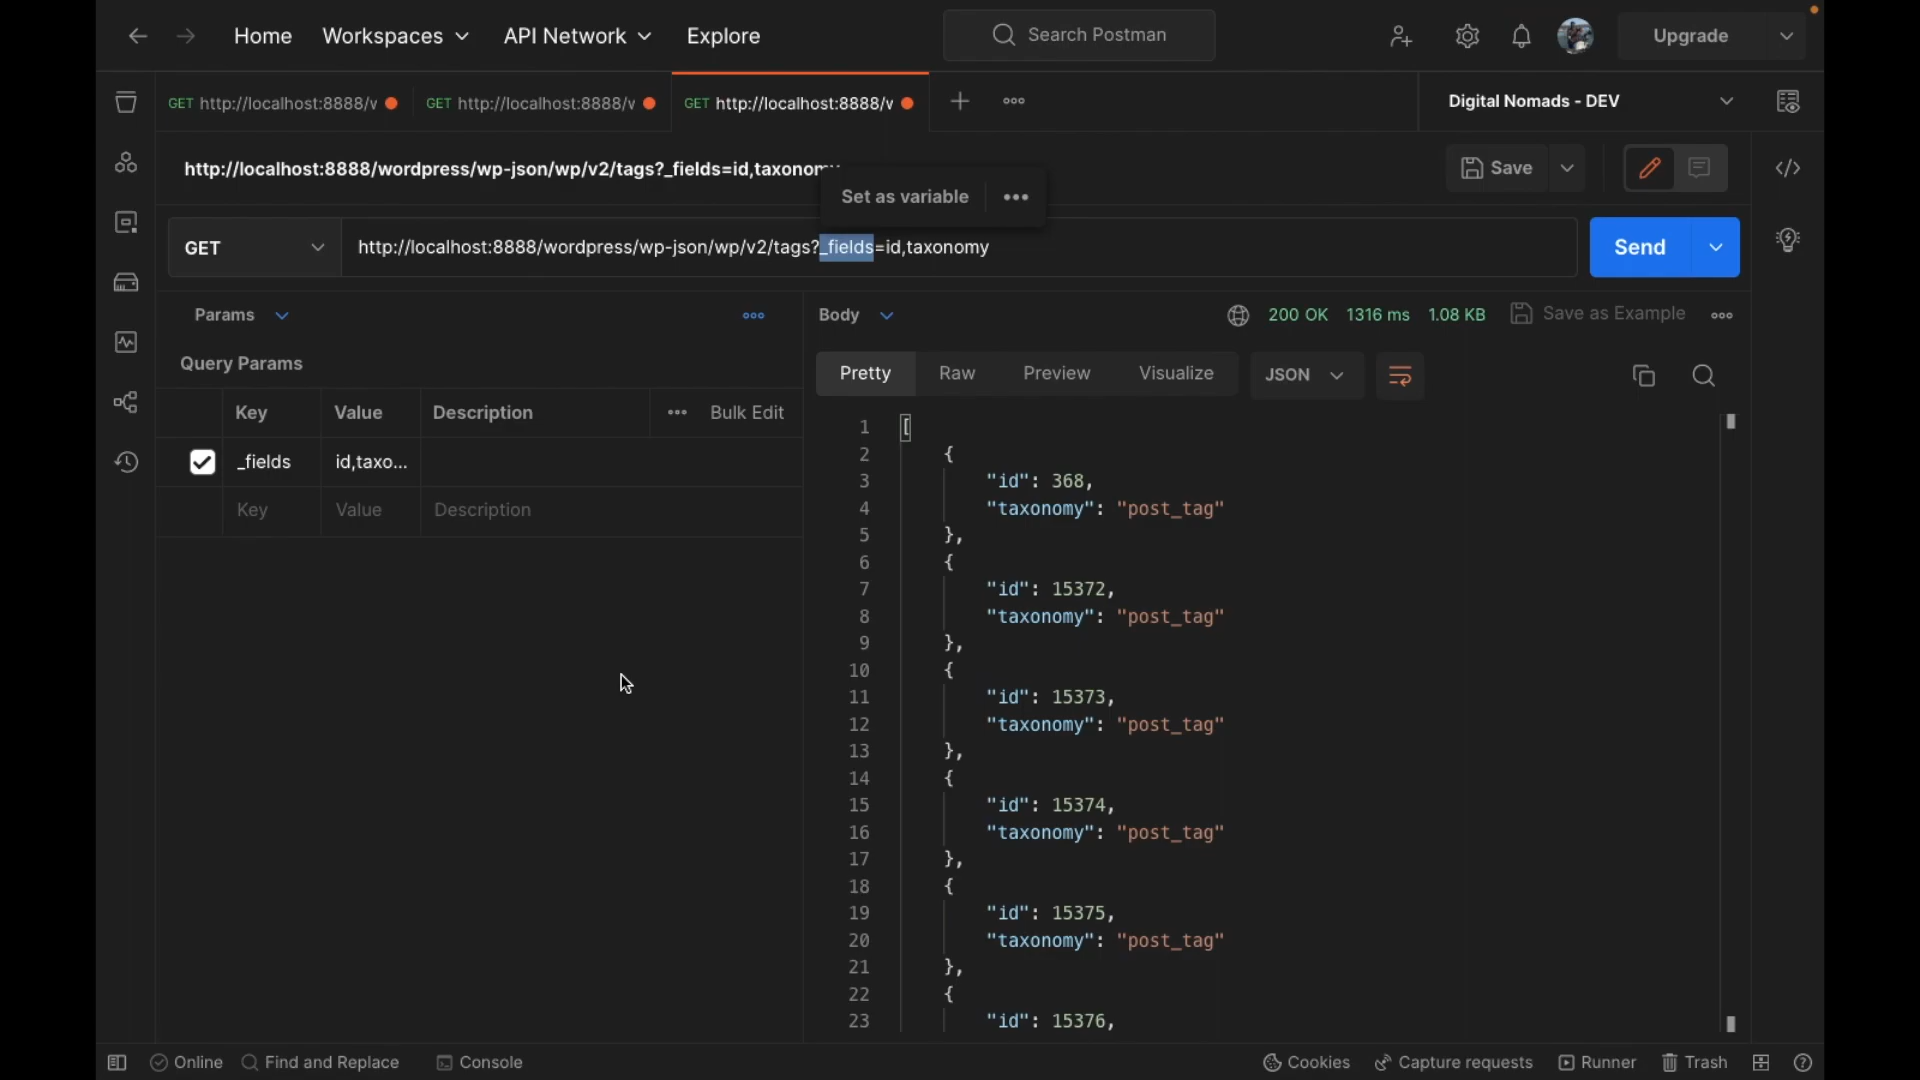 Home Workspaces API Network Explore Search Postman Upgrade
GET http://localhost:8888/v GET http://localhost:8888/v GET http://localhost:8888/v Digital Nomads - DEV
http://localhost:8888/wordpress/wp-json/wp/v2/tags?_fields=id,taxonomy
Save
Set as variable
GET http://localhost:8888/wordpress/wp-json/wp/v2/tags?_fields=id,taxonomy Send
Params Body 200 OK 1316 ms 1.08 KB Save as Example
Query Params
Pretty Raw Preview Visualize JSON
Key Value Description Bulk Edit
_fields id,taxo...
Key Value Description
1 [
2 {
3 "id": 368,
4 "taxonomy": "post_tag"
5 },
6 {
7 "id": 15372,
8 "taxonomy": "post_tag"
9 },
10 {
11 "id": 15373,
12 "taxonomy": "post_tag"
13 },
14 {
15 "id": 15374,
16 "taxonomy": "post_tag"
17 },
18 {
19 "id": 15375,
20 "taxonomy": "post_tag"
21 },
22 {
23 "id": 15376,
Online Find and Replace Console Cookies Capture requests Runner Trash